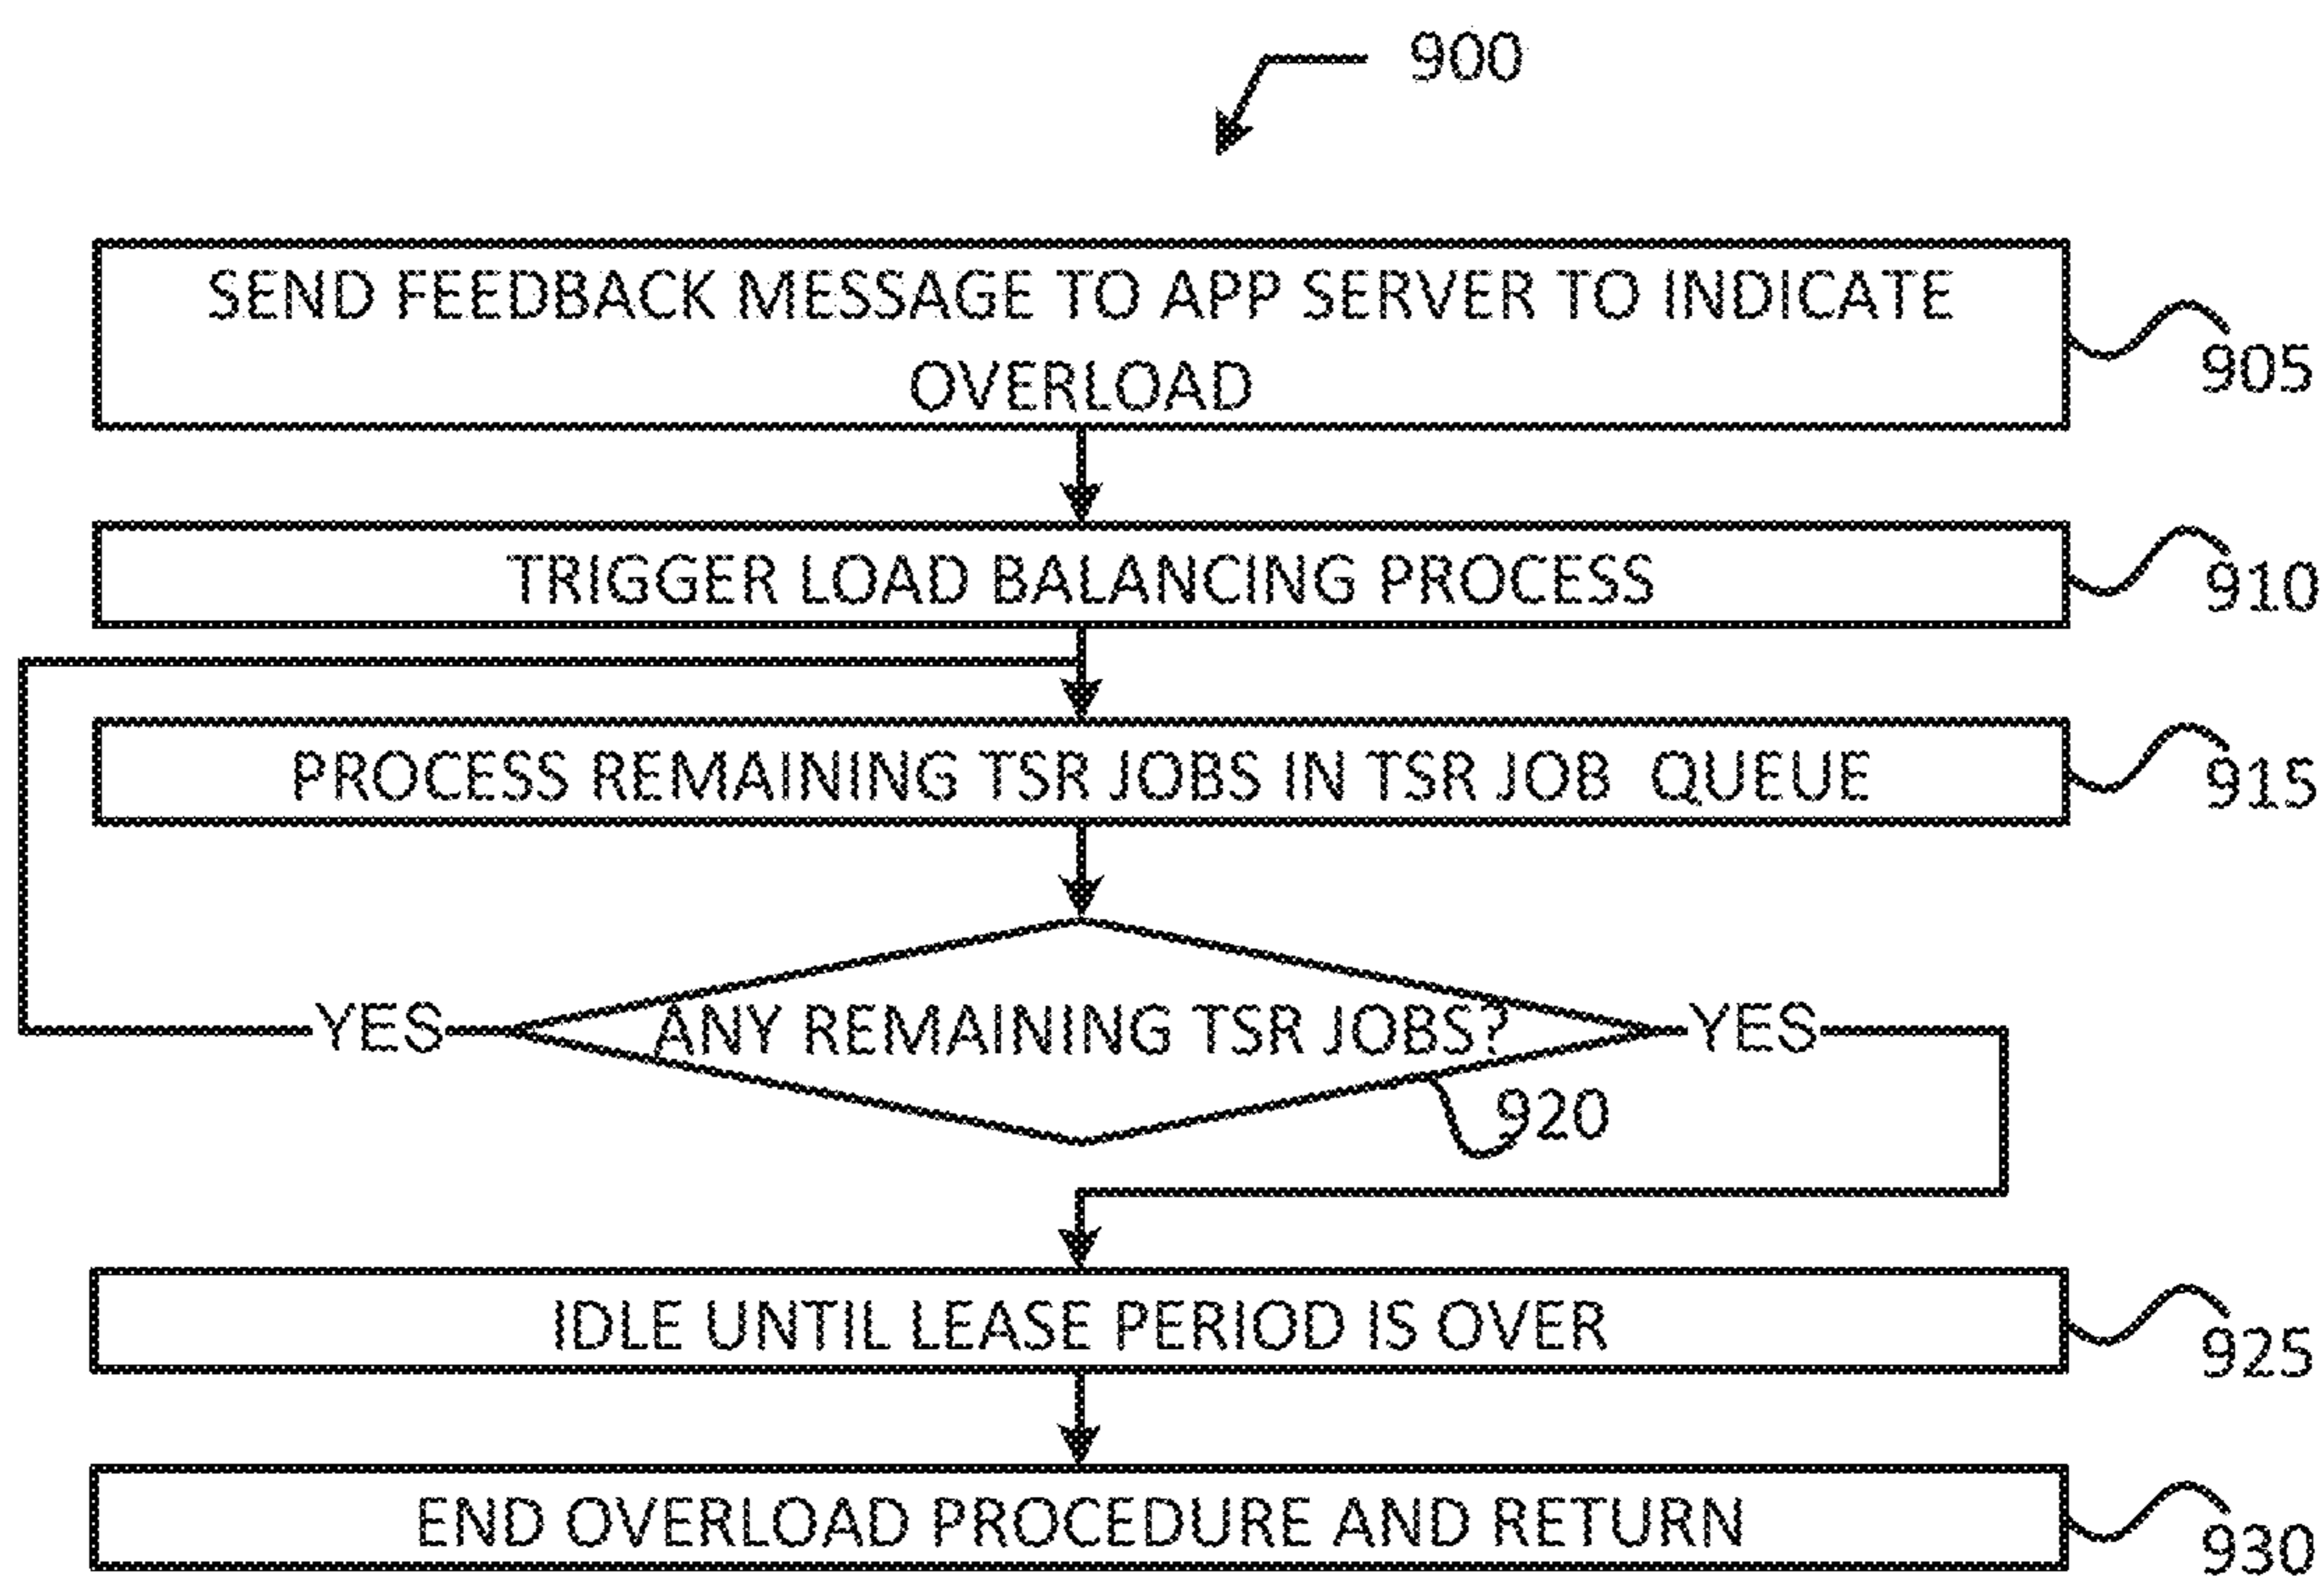 900
SEND FEEDBACK MESSAGE TO APP SERVER TO INDICATE
OVERLOAD
905
TRIGGER LOAD BALANCING PROCESS
910
PROCESS REMAINING TSR JOBS IN TSR JOB QUEUE
915
YES
ANY REMAINING TSR JOBS?
YES
920
IDLE UNTIL LEASE PERIOD IS OVER
925
END OVERLOAD PROCEDURE AND RETURN
930